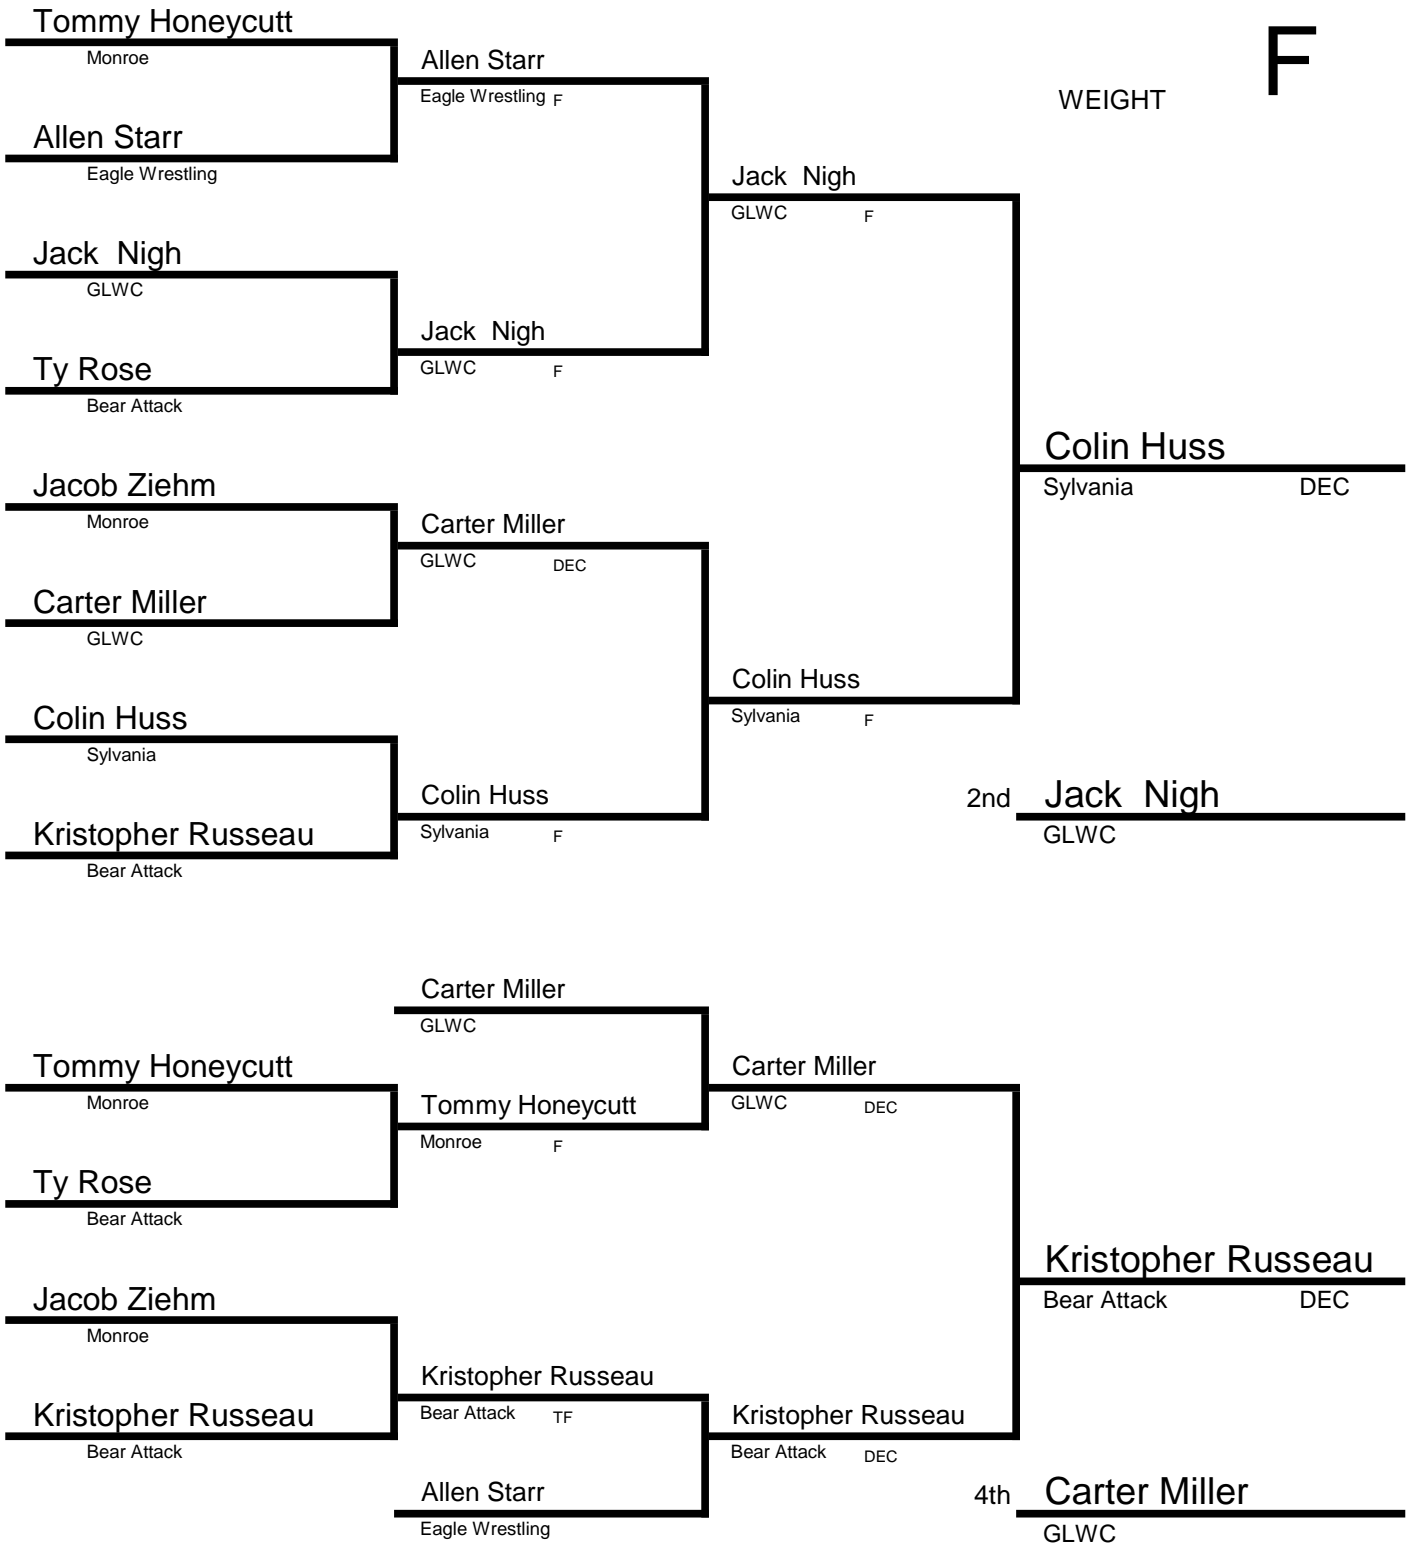 Tommy Honeycutt
Monroe
Allen Starr
Eagle Wrestling F
F
WEIGHT
Allen Starr
Eagle Wrestling
Jack Nigh
GLWC F
Jack Nigh
GLWC
Jack Nigh
GLWC F
Ty Rose
Bear Attack
Colin Huss
Sylvania DEC
Jacob Ziehm
Monroe
Carter Miller
GLWC DEC
Carter Miller
GLWC
Colin Huss
Sylvania F
Colin Huss
Sylvania
Colin Huss
Sylvania F
2nd Jack Nigh
GLWC
Kristopher Russeau
Bear Attack
Carter Miller
GLWC
Tommy Honeycutt
Monroe
Carter Miller
GLWC DEC
Tommy Honeycutt
Monroe F
Ty Rose
Bear Attack
Kristopher Russeau
Bear Attack DEC
Jacob Ziehm
Monroe
Kristopher Russeau
Bear Attack TF
Kristopher Russeau
Bear Attack
Kristopher Russeau
Bear Attack DEC
Allen Starr
Eagle Wrestling
4th Carter Miller
GLWC